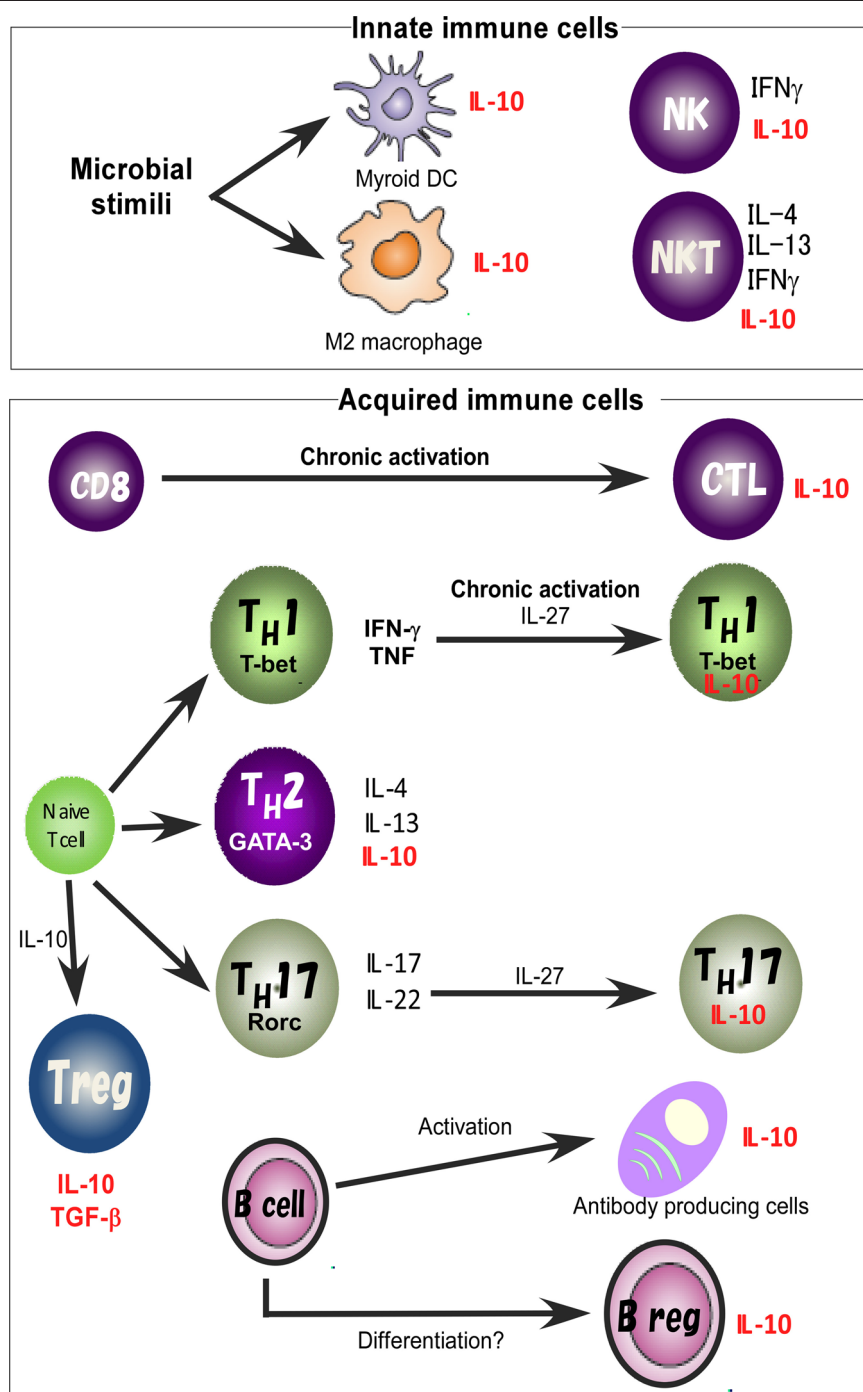 Innate immune cells
Microbial
stimili
IL-10
Myroid DC
IL-10
M2 macrophage
NK
IFNγ
IL-10
NKT
IL-4
IL-13
IFNγ
IL-10
Acquired immune cells
CD8
Chronic activation
CTL
IL-10
TH1
T-bet
IFN-γ
TNF
Chronic activation
IL-27
TH1
T-bet
IL-10
Naive
Tcell
TH2
GATA-3
IL-4
IL-13
IL-10
IL-10
TH17
Rorc
IL-17
IL-22
IL-27
TH17
IL-10
Treg
IL-10
TGF-β
B cell
Activation
IL-10
Antibody producing cells
Differentiation?
B reg
IL-10